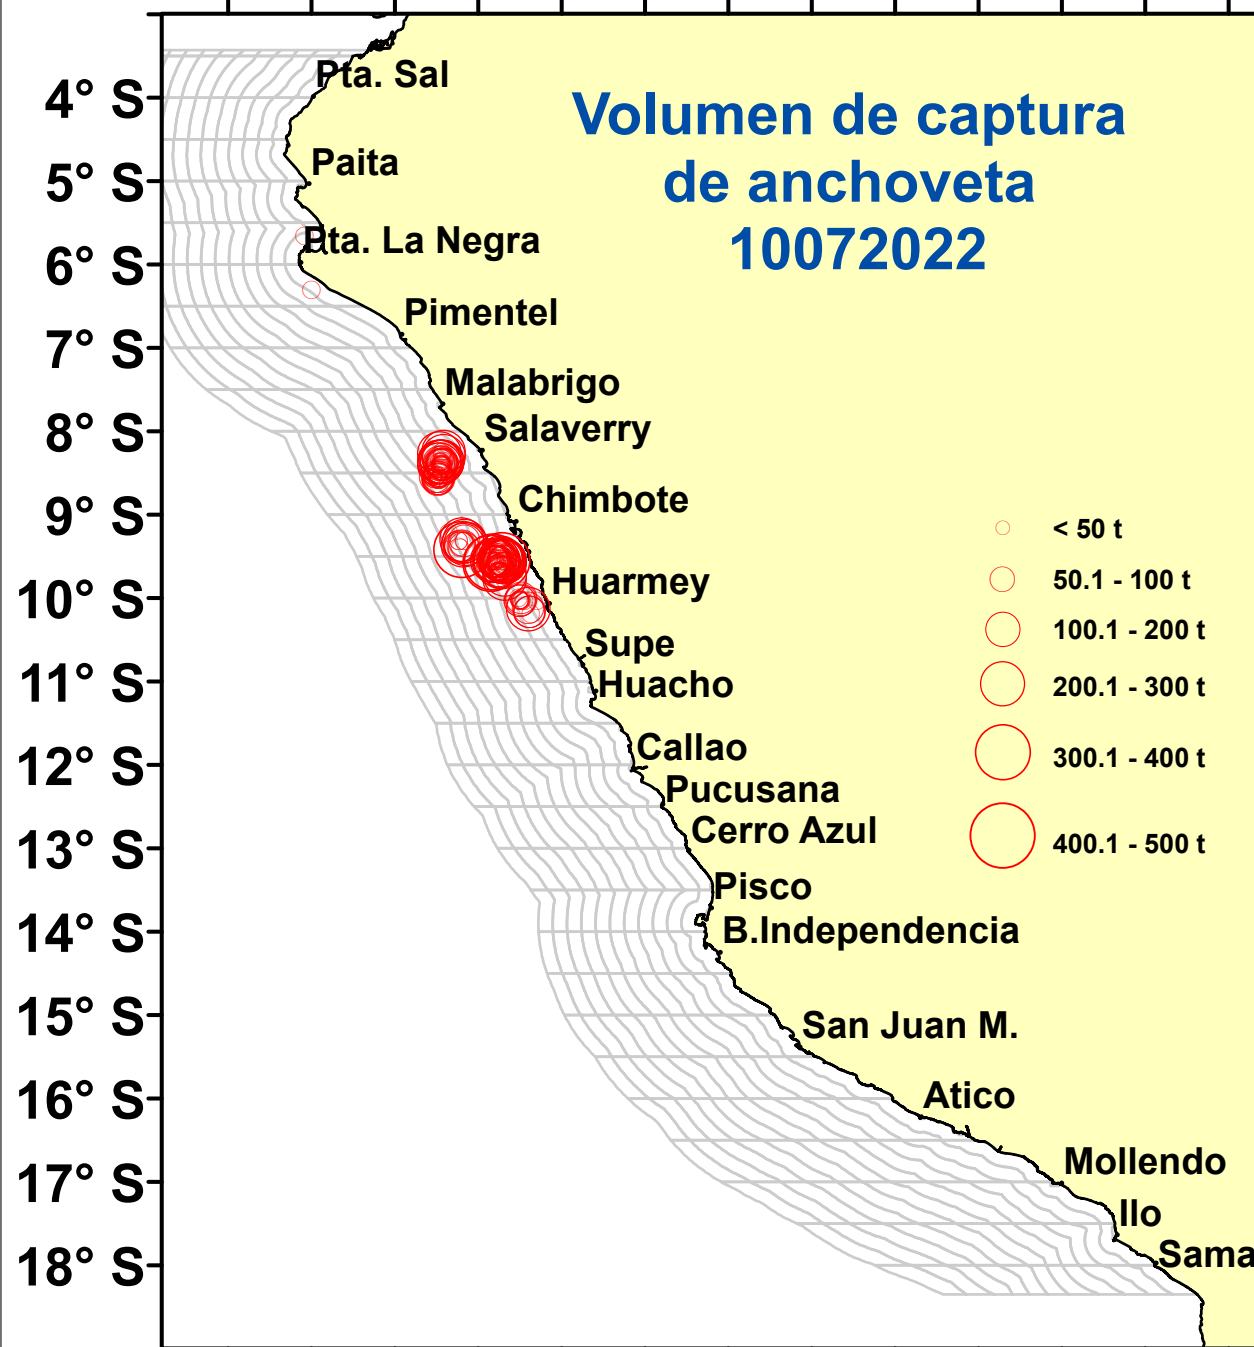 Volumen de captura
de anchoveta
10072022
4° S
5° S
6° S
7° S
8° S
9° S
10° S
11° S
12° S
13° S
14° S
15° S
16° S
17° S
18° S
Pta. Sal
Paita
Pta. La Negra
Pimentel
Malabrigo
Salaverry
Chimbote
Huarmey
Supe
Huacho
Callao
Pucusana
Cerro Azul
Pisco
B.Independencia
San Juan M.
Atico
Mollendo
Ilo
Sama
< 50 t
50.1 - 100 t
100.1 - 200 t
200.1 - 300 t
300.1 - 400 t
400.1 - 500 t